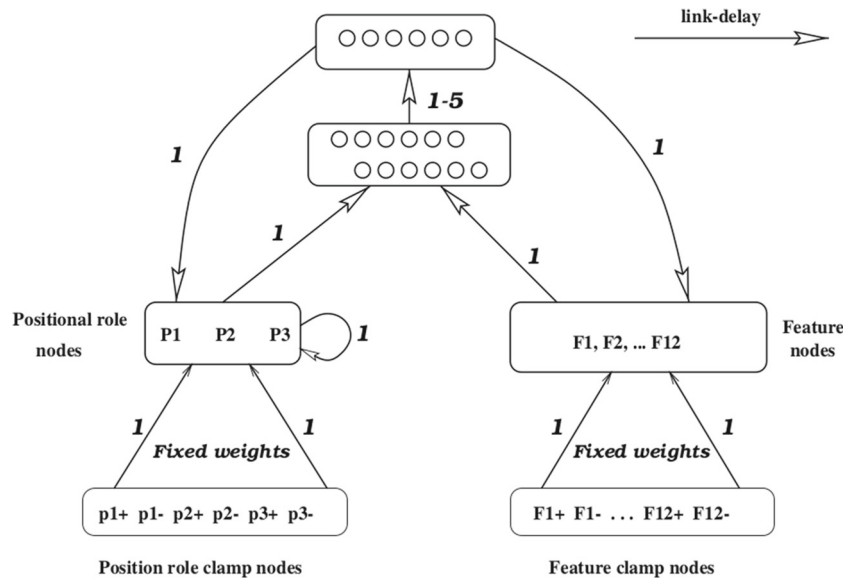 link-delay
1-5
1
1
1
1
Positional role
nodes
P1 P2 P3
1
F1, F2, ... F12
Feature
nodes
1
1
Fixed weights
1
1
Fixed weights
p1+ p1- p2+ p2- p3+ p3-
F1+ F1- . . . F12+ F12-
Position role clamp nodes
Feature clamp nodes